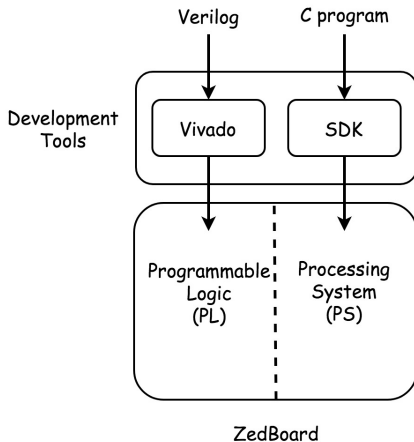 Verilog
C program
Development
Tools
Vivado
SDK
Programmable
Logic
(PL)
Processing
System
(PS)
ZedBoard